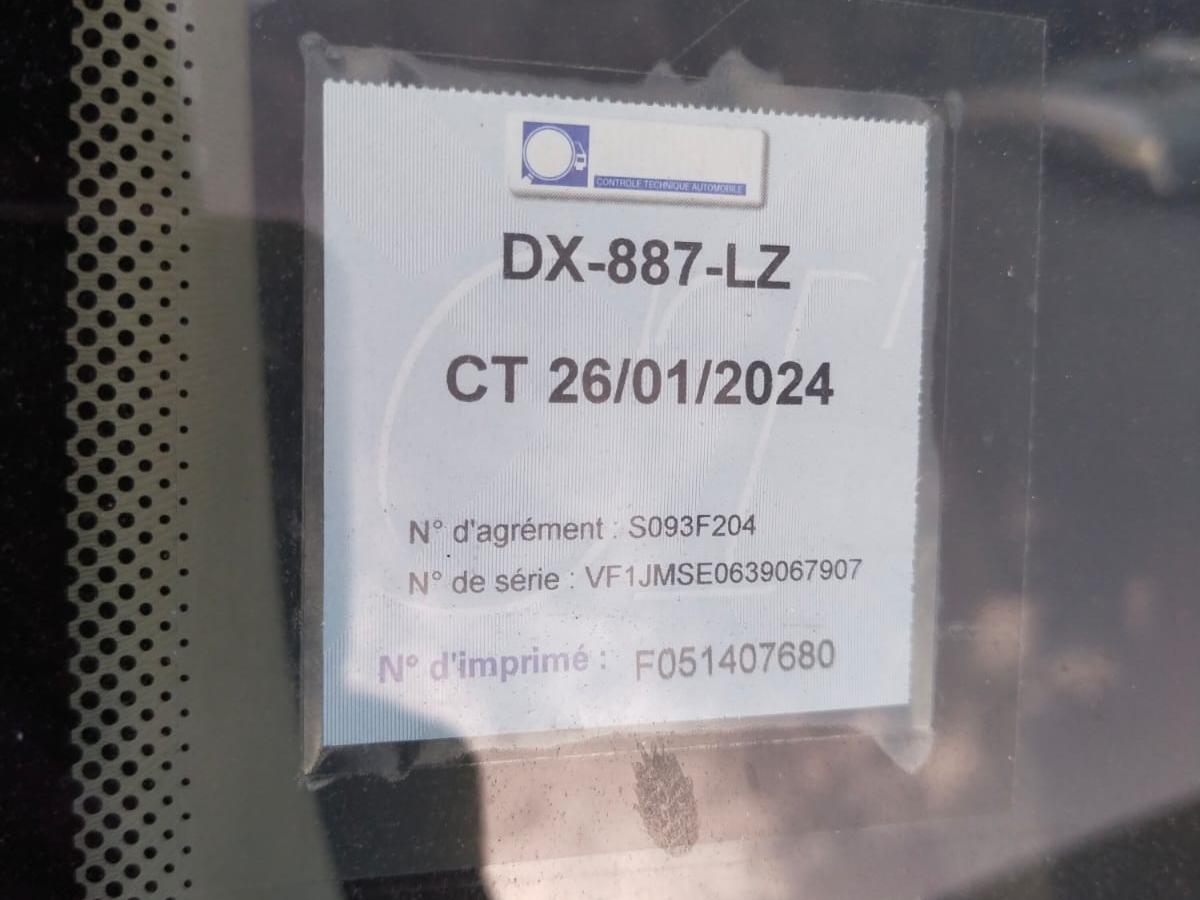 CONTROLE TECHNIQUE AUTOMOBILE
DX-887-LZ
CT 26/01/2024
N° d'agrément : S093F204
N° de série : VF1JMSE0639067907
N° d'imprimé : F051407680